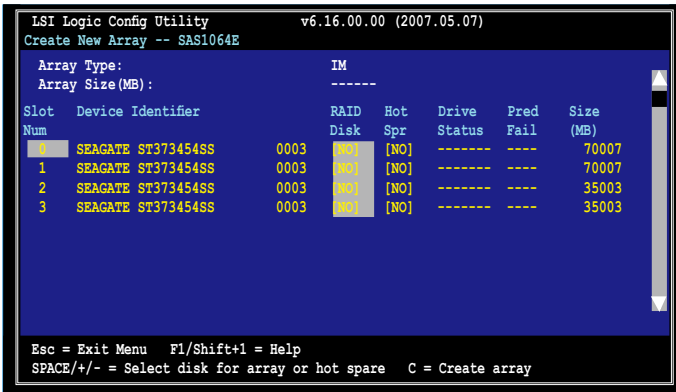 LSI Logic Config Utility v6.16.00.00 (2007.05.07)
Create New Array -- SAS1064E
Array Type: IM
Array Size(MB): ------
Slot Device Identifier RAID Hot Drive Pred Size
Num Disk Spr Status Fail (MB)
0 SEAGATE ST373454SS 0003 [NO] [NO] ------- ---- 70007
1 SEAGATE ST373454SS 0003 [NO] [NO] ------- ---- 70007
2 SEAGATE ST373454SS 0003 [NO] [NO] ------- ---- 35003
3 SEAGATE ST373454SS 0003 [NO] [NO] ------- ---- 35003
Esc = Exit Menu F1/Shift+1 = Help
SPACE/+/- = Select disk for array or hot spare C = Create array